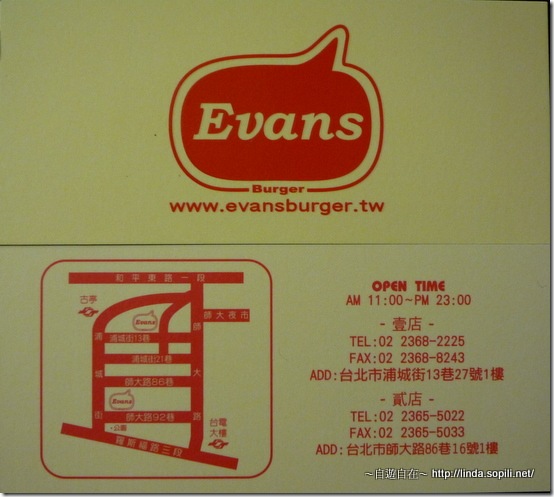 Evans
Burger
www.evansburger.tw
和平東路一段
古亭
師大夜市
Evans
浦城街13巷
浦城街21巷
師大路86巷
Evans
師大路92巷
浦城街
師大路
•公園
台電
大樓
羅斯福路三段
OPEN TIME
AM 11:00~PM 23:00
- 壹店 -
TEL:02 2368-2225
FAX:02 2368-8243
ADD:台北市浦城街13巷27號1樓
- 貳店 -
TEL:02 2365-5022
FAX:02 2365-5033
ADD:台北市師大路86巷16號1樓
~自遊自在~ http://linda.sopili.net/